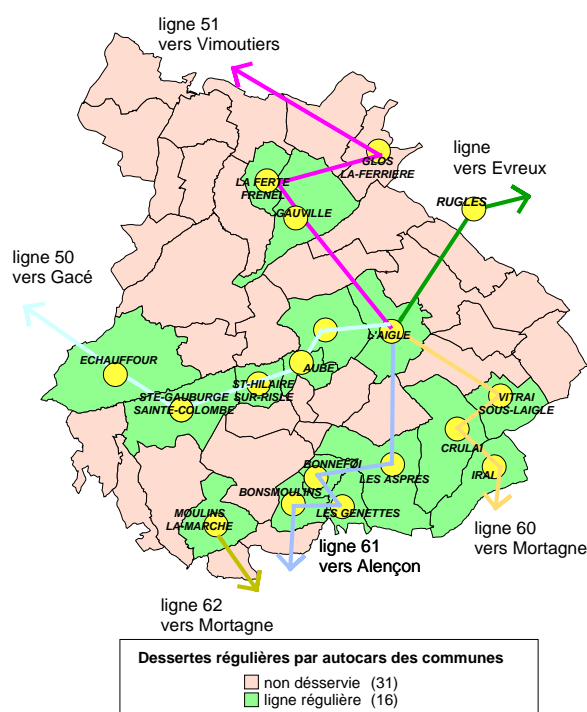 ligne 51
vers Vimoutiers
GLOS
LA-FERRIERE
ligne
vers Evreux
LA FERTE
FRENEL
RUGLES
GAUVILLE
ligne 50
vers Gacé
L'AIGLE
ECHAUFFOUR
AUBE
ST-HILAIRE
SUR-RISLE
STE-GAUBURGE
SAINTE-COLOMBE
VITRAI
SOUS-LAIGLE
CRULAI
BONNEFOI
LES ASPRES
IRAI
BONSMOULINS
MOULINS
LA-MARCHE
LES GENETTES
ligne 60
vers Mortagne
ligne 61
vers Alençon
ligne 62
vers Mortagne
Dessertes régulières par autocars des communes
non désservie (31)
ligne régulière (16)